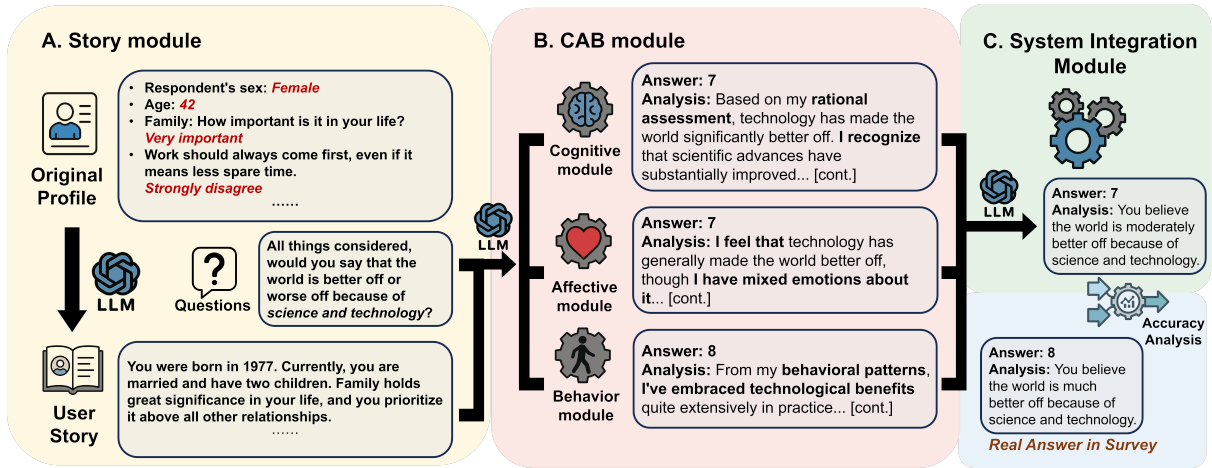 A. Story module
Original
Profile
• Respondent's sex: Female
• Age: 42
• Family: How important is it in your life?
Very important
• Work should always come first, even if it
means less spare time.
Strongly disagree
......
LLM
Questions
All things considered,
would you say that the
world is better off or
worse off because of
science and technology?
User
Story
You were born in 1977. Currently, you are
married and have two children. Family holds
great significance in your life, and you prioritize
it above all other relationships.
......
LLM
B. CAB module
Cognitive
module
Answer: 7
Analysis: Based on my rational
assessment, technology has made the
world significantly better off. I recognize
that scientific advances have
substantially improved... [cont.]
Affective
module
Answer: 7
Analysis: I feel that technology has
generally made the world better off,
though I have mixed emotions about
it... [cont.]
Behavior
module
Answer: 8
Analysis: From my behavioral patterns,
I've embraced technological benefits
quite extensively in practice... [cont.]
C. System Integration
Module
LLM
Answer: 7
Analysis: You believe
the world is moderately
better off because of
science and technology.
Accuracy
Analysis
Answer: 8
Analysis: You believe
the world is much
better off because of
science and technology.
Real Answer in Survey